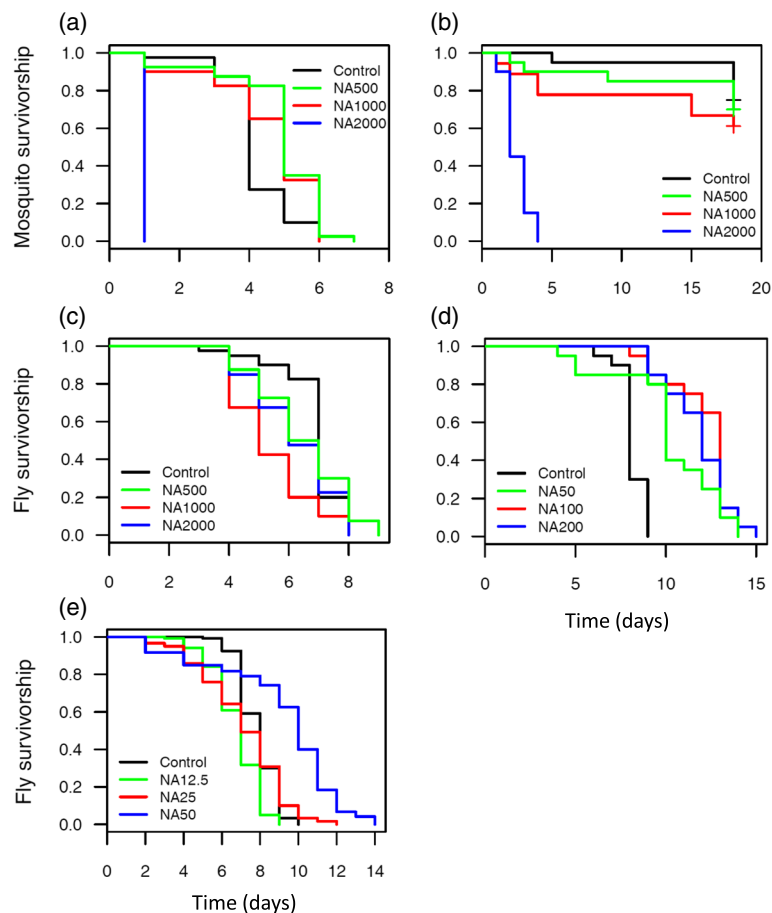 (a)
Mosquito survivorship
1.0
0.8
0.6
0.4
0.2
0.0
Control
NA500
NA1000
NA2000
0 2 4 6 8
(b)
1.0
0.8
0.6
0.4
0.2
0.0
Control
NA500
NA1000
NA2000
0 5 10 15 20
(c)
Fly survivorship
1.0
0.8
0.6
0.4
0.2
0.0
Control
NA500
NA1000
NA2000
0 2 4 6 8
(d)
1.0
0.8
0.6
0.4
0.2
0.0
Control
NA50
NA100
NA200
0 5 10 15
Time (days)
(e)
Fly survivorship
1.0
0.8
0.6
0.4
0.2
0.0
Control
NA12.5
NA25
NA50
0 2 4 6 8 10 12 14
Time (days)